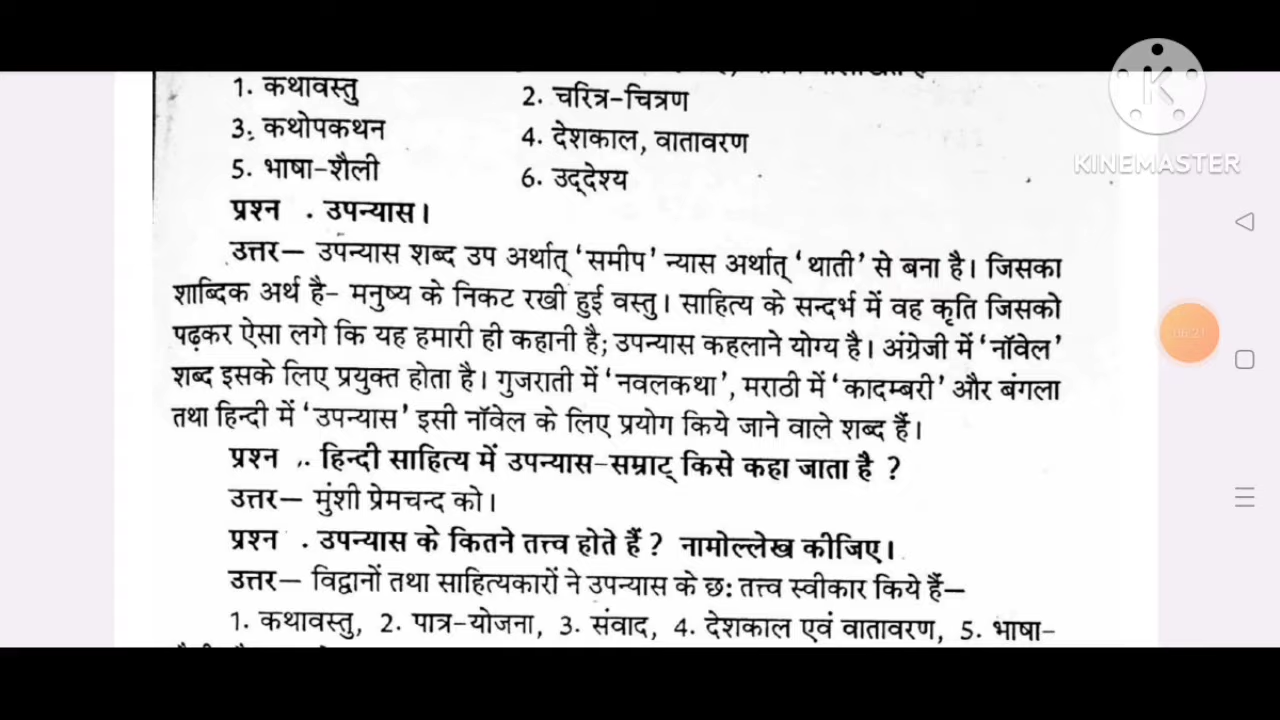 1. कथावस्तु 2. चरित्र-चित्रण
3. कथोपकथन 4. देशकाल, वातावरण
5. भाषा-शैली 6. उद्देश्य
प्रश्न . उपन्यास।
उत्तर— उपन्यास शब्द उप अर्थात् ‘समीप’ न्यास अर्थात् ‘थाती’ से बना है। जिसका
शाब्दिक अर्थ है- मनुष्य के निकट रखी हुई वस्तु। साहित्य के सन्दर्भ में वह कृति जिसको
पढ़कर ऐसा लगे कि यह हमारी ही कहानी है; उपन्यास कहलाने योग्य है। अंग्रेजी में ‘नॉवेल’
शब्द इसके लिए प्रयुक्त होता है। गुजराती में ‘नवलकथा’, मराठी में ‘कादम्बरी’ और बंगला
तथा हिन्दी में ‘उपन्यास’ इसी नॉवेल के लिए प्रयोग किये जाने वाले शब्द हैं।
प्रश्न .. हिन्दी साहित्य में उपन्यास-सम्राट् किसे कहा जाता है ?
उत्तर— मुंशी प्रेमचन्द को।
प्रश्न . उपन्यास के कितने तत्त्व होते हैं ? नामोल्लेख कीजिए।
उत्तर— विद्वानों तथा साहित्यकारों ने उपन्यास के छः तत्त्व स्वीकार किये हैं—
1. कथावस्तु, 2. पात्र-योजना, 3. संवाद, 4. देशकाल एवं वातावरण, 5. भाषा-
K
KINEMASTER
06:21